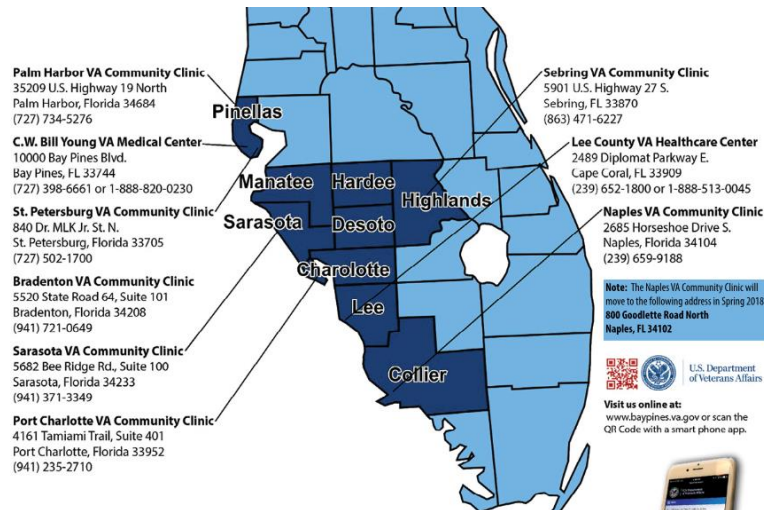 Palm Harbor VA Community Clinic
35209 U.S. Highway 19 North
Palm Harbor, Florida 34684
(727) 734-5276
C.W. Bill Young VA Medical Center
10000 Bay Pines Blvd.
Bay Pines, FL 33744
(727) 398-6661 or 1-888-820-0230
St. Petersburg VA Community Clinic
840 Dr. MLK Jr. St. N.
St. Petersburg, Florida 33705
(727) 502-1700
Bradenton VA Community Clinic
5520 State Road 64, Suite 101
Bradenton, Florida 34208
(941) 721-0649
Sarasota VA Community Clinic
5682 Bee Ridge Rd., Suite 100
Sarasota, Florida 34233
(941) 371-3349
Port Charlotte VA Community Clinic
4161 Tamiami Trail, Suite 401
Port Charlotte, Florida 33952
(941) 235-2710
Pinellas
Manatee
Hardee
Highlands
Sarasota
Desoto
Charolotte
Lee
Collier
Sebring VA Community Clinic
5901 U.S. Highway 27 S.
Sebring, FL 33870
(863) 471-6227
Lee County VA Healthcare Center
2489 Diplomat Parkway E.
Cape Coral, FL 33909
(239) 652-1800 or 1-888-513-0045
Naples VA Community Clinic
2685 Horseshoe Drive S.
Naples, Florida 34104
(239) 659-9188
Note: The Naples VA Community Clinic will
move to the following address in Spring 2018
800 Goodlette Road North
Naples, FL 34102
U.S. Department
of Veterans Affairs
Visit us online at:
www.baypines.va.gov or scan the
QR Code with a smart phone app.